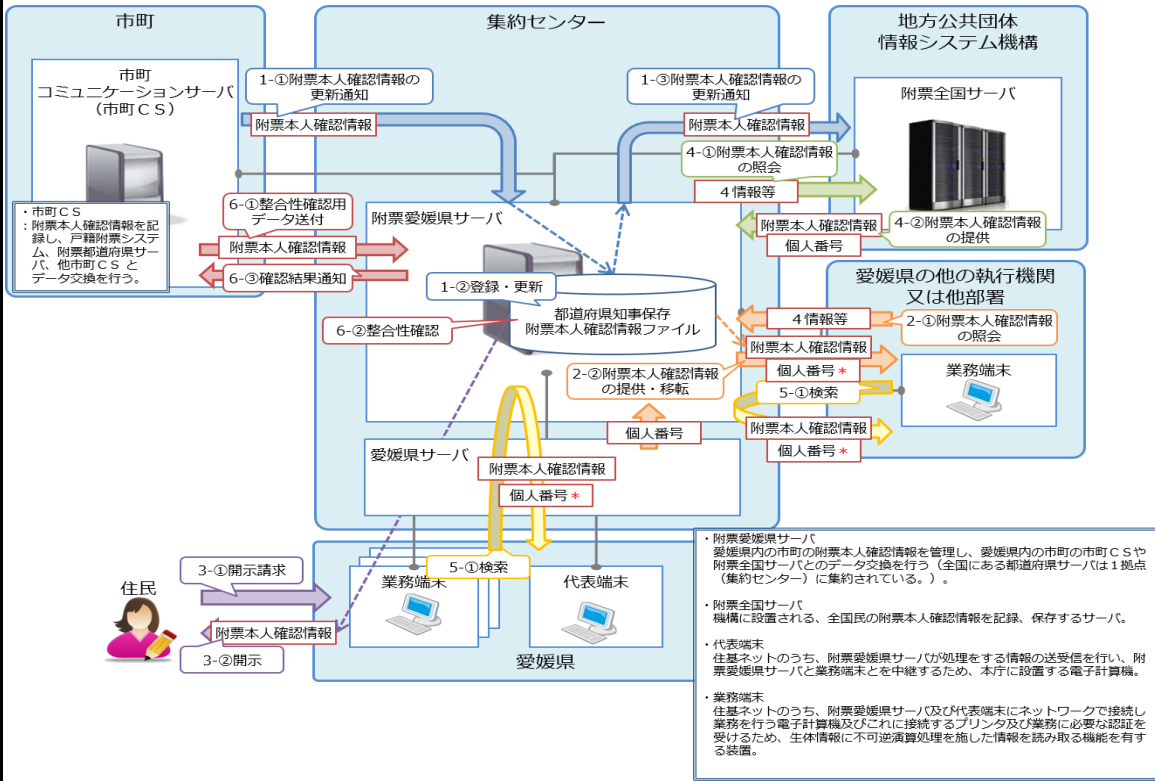 市町
市町
コミュニケーションサーバ
(市町CS)
・市町CS
:附票本人確認情報を記
録し、戸籍附票システ
ム、附票都道府県サー
バ、他市町CS と
データ交換を行う。
集約センター
1-①附票本人確認情報の
更新通知
附票本人確認情報
1-③附票本人確認情報の
更新通知
附票本人確認情報
地方公共団体
情報システム機構
附票全国サーバ
4-①附票本人確認情報
の照会
4情報等
附票本人確認情報
個人番号
4-②附票本人確認情報
の提供
6-①整合性確認用
データ送付
附票本人確認情報
6-③確認結果通知
附票愛媛県サーバ
1-②登録・更新
都道府県知事保存
附票本人確認情報ファイル
6-②整合性確認
愛媛県の他の執行機関
又は他部署
4情報等
2-①附票本人確認情報
の照会
附票本人確認情報
個人番号*
2-②附票本人確認情報
の提供・移転
業務端末
5-①検索
附票本人確認情報
個人番号*
個人番号
愛媛県サーバ
附票本人確認情報
個人番号*
5-①検索
業務端末
代表端末
愛媛県
住民
3-①開示請求
附票本人確認情報
3-②開示
・附票愛媛県サーバ
愛媛県内の市町の附票本人確認情報を管理し、愛媛県内の市町の市町CSや
附票全国サーバとのデータ交換を行う(全国にある都道府県サーバは1拠点
(集約センター)に集約されている。)。
・附票全国サーバ
機構に設置される、全国民の附票本人確認情報を記録、保存するサーバ。
・代表端末
住基ネットのうち、附票愛媛県サーバが処理をする情報の送受信を行い、附
票愛媛県サーバと業務端末とを中継するため、本庁に設置する電子計算機。
・業務端末
住基ネットのうち、附票愛媛県サーバ及び代表端末にネットワークで接続し
業務を行う電子計算機及びこれに接続するプリンタ及び業務に必要な認証を
受けるため、生体情報に不可逆演算処理を施した情報を読み取る機能を有す
る装置。